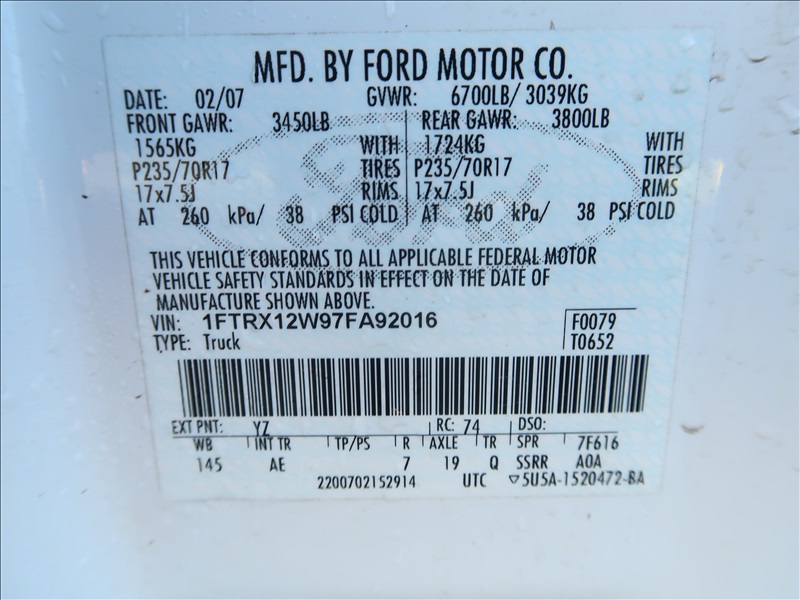 MFD. BY FORD MOTOR CO.
DATE: 02/07 GVWR: 6700LB/ 3039KG
FRONT GAWR: 3450LB REAR GAWR: 3800LB
1565KG WITH 1724KG WITH
P235/70R17 TIRES P235/70R17 TIRES
17x7.5J RIMS 17x7.5J RIMS
AT 260 kPa/ 38 PSI COLD AT 260 kPa/ 38 PSI COLD
THIS VEHICLE CONFORMS TO ALL APPLICABLE FEDERAL MOTOR
VEHICLE SAFETY STANDARDS IN EFFECT ON THE DATE OF
MANUFACTURE SHOWN ABOVE.
VIN: 1FTRX12W97FA92016 F0079
TYPE: Truck T0652
EXT PNT: YZ RC: 74 DSO:
WB INT TR TP/PS R AXLE TR SPR 7F616
145 AE 7 19 Q SSRR A0A
2200702152914 UTC 5U5A-1520472-BA